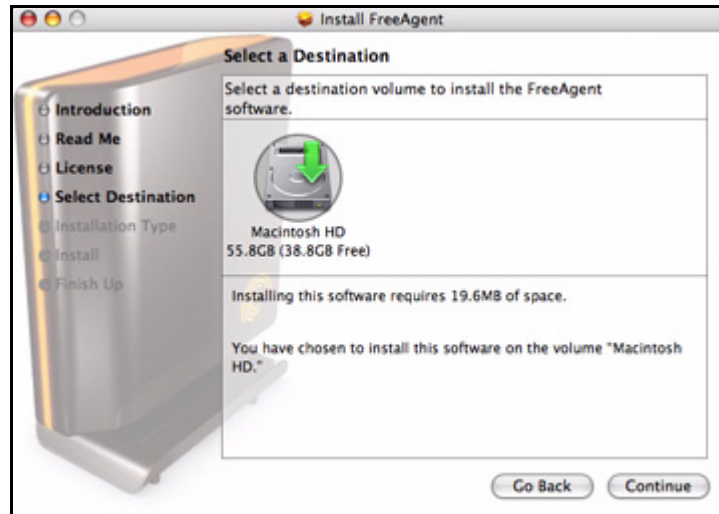 Install FreeAgent
Select a Destination
Introduction
Read Me
License
Select Destination
Installation Type
Install
Finish Up
Select a destination volume to install the FreeAgent
software.
Macintosh HD
55.8GB (38.8GB Free)
Installing this software requires 19.6MB of space.
You have chosen to install this software on the volume "Macintosh
HD."
Go Back
Continue